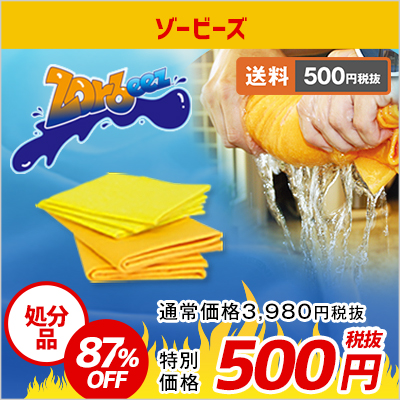 ゾービーズ
Zorbeez
送料 500円税抜
処分品
87% OFF
通常価格3,980円税抜
特別価格 500円 税抜